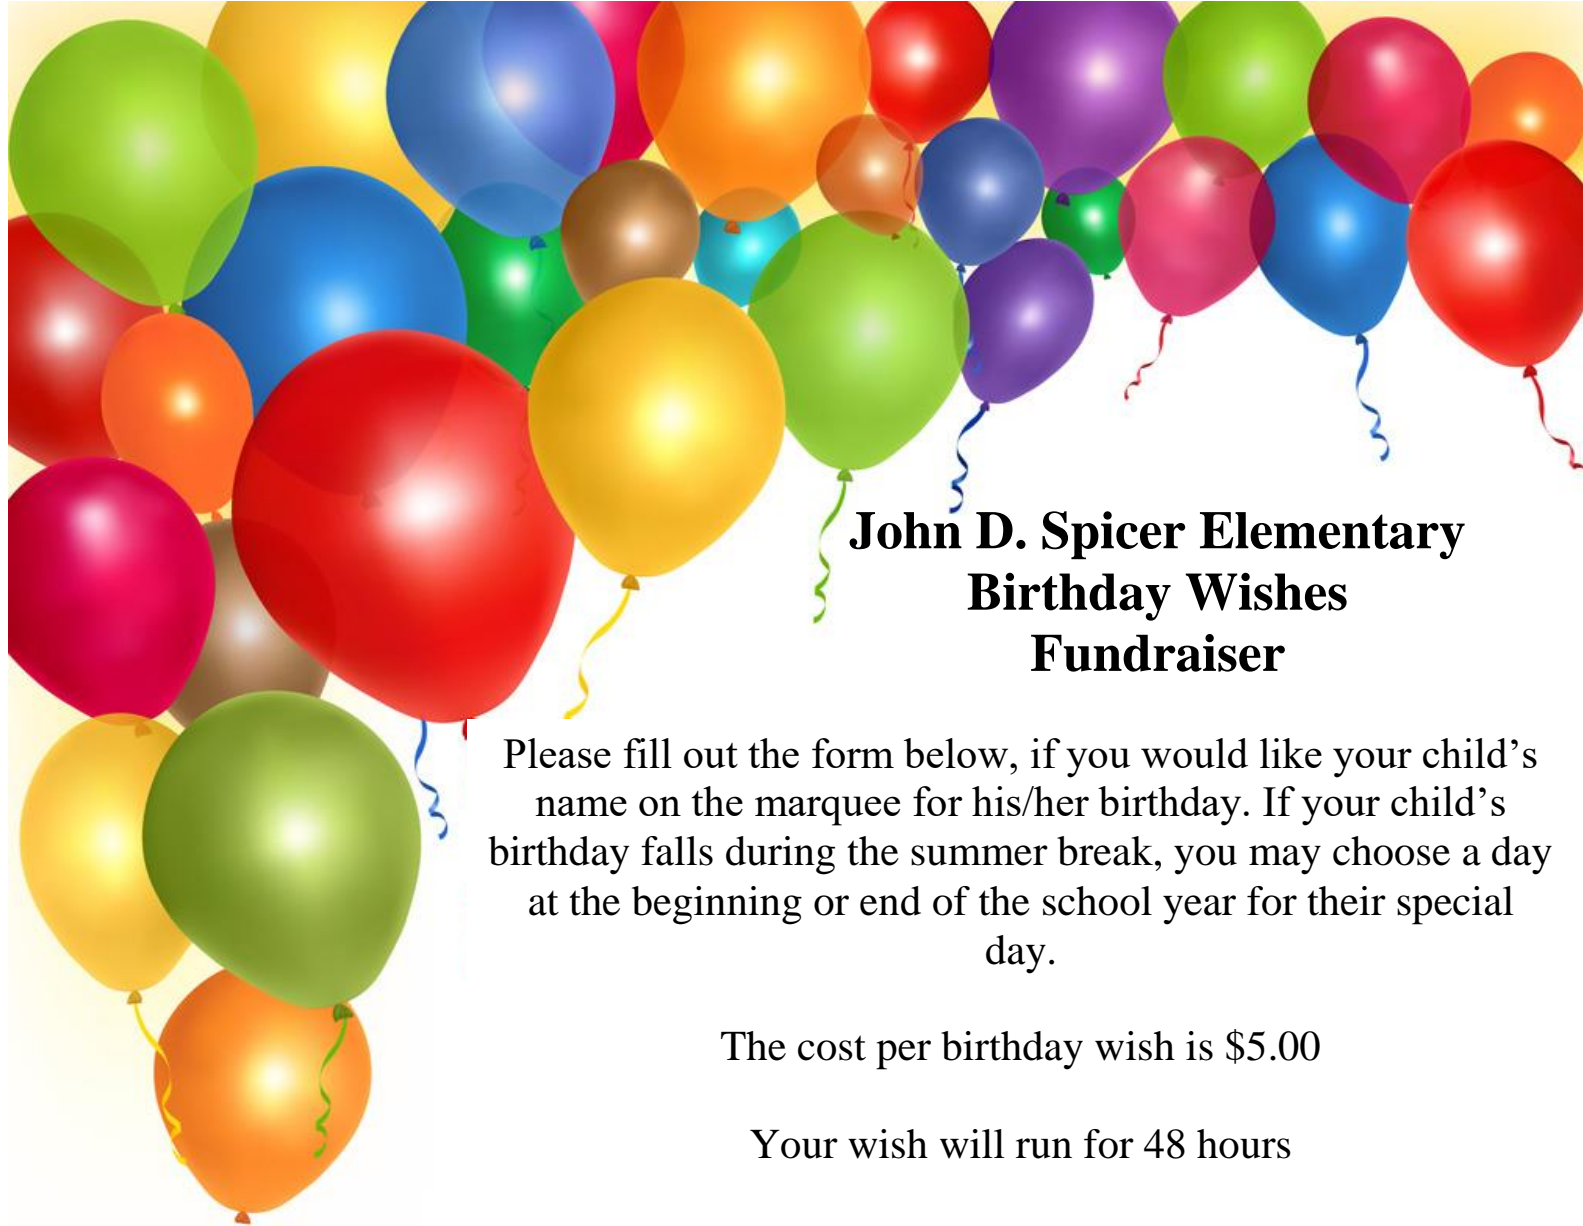 John D. Spicer Elementary
Birthday Wishes
Fundraiser
Please fill out the form below, if you would like your child’s
name on the marquee for his/her birthday. If your child’s
birthday falls during the summer break, you may choose a day
at the beginning or end of the school year for their special
day.
The cost per birthday wish is $5.00
Your wish will run for 48 hours